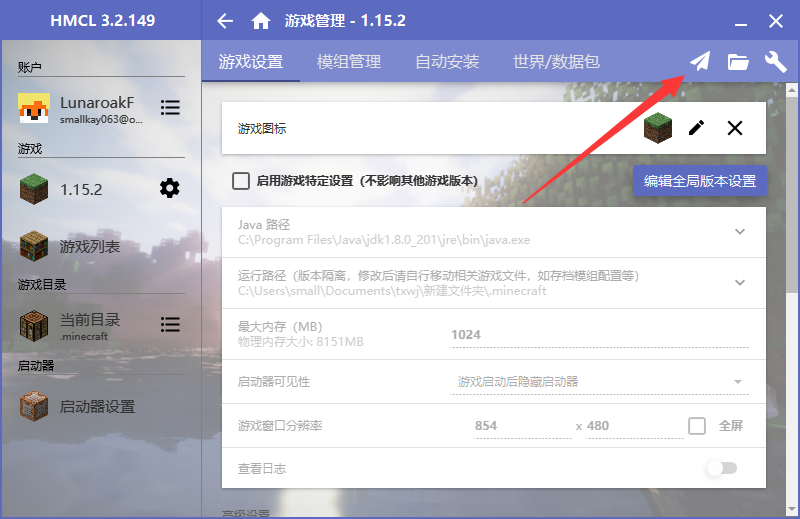 HMCL 3.2.149
游戏管理 - 1.15.2
账户
LunaroakF
smallkay063@o...
游戏
1.15.2
游戏列表
游戏目录
当前目录
.minecraft
启动器
启动器设置
游戏设置
模组管理
自动安装
世界/数据包
游戏图标
启用游戏特定设置（不影响其他游戏版本）
编辑全局版本设置
Java 路径
C:\Program Files\Java\jdk1.8.0_201\jre\bin\java.exe
运行路径（版本隔离，修改后请自行移动相关游戏文件，如存档模组配置等）
C:\Users\small\Documents\txwj\新建文件夹\.minecraft
最大内存（MB）
物理内存大小: 8151MB
1024
启动器可见性
游戏启动后隐藏启动器
游戏窗口分辨率
854 x 480
全屏
查看日志
高级设置